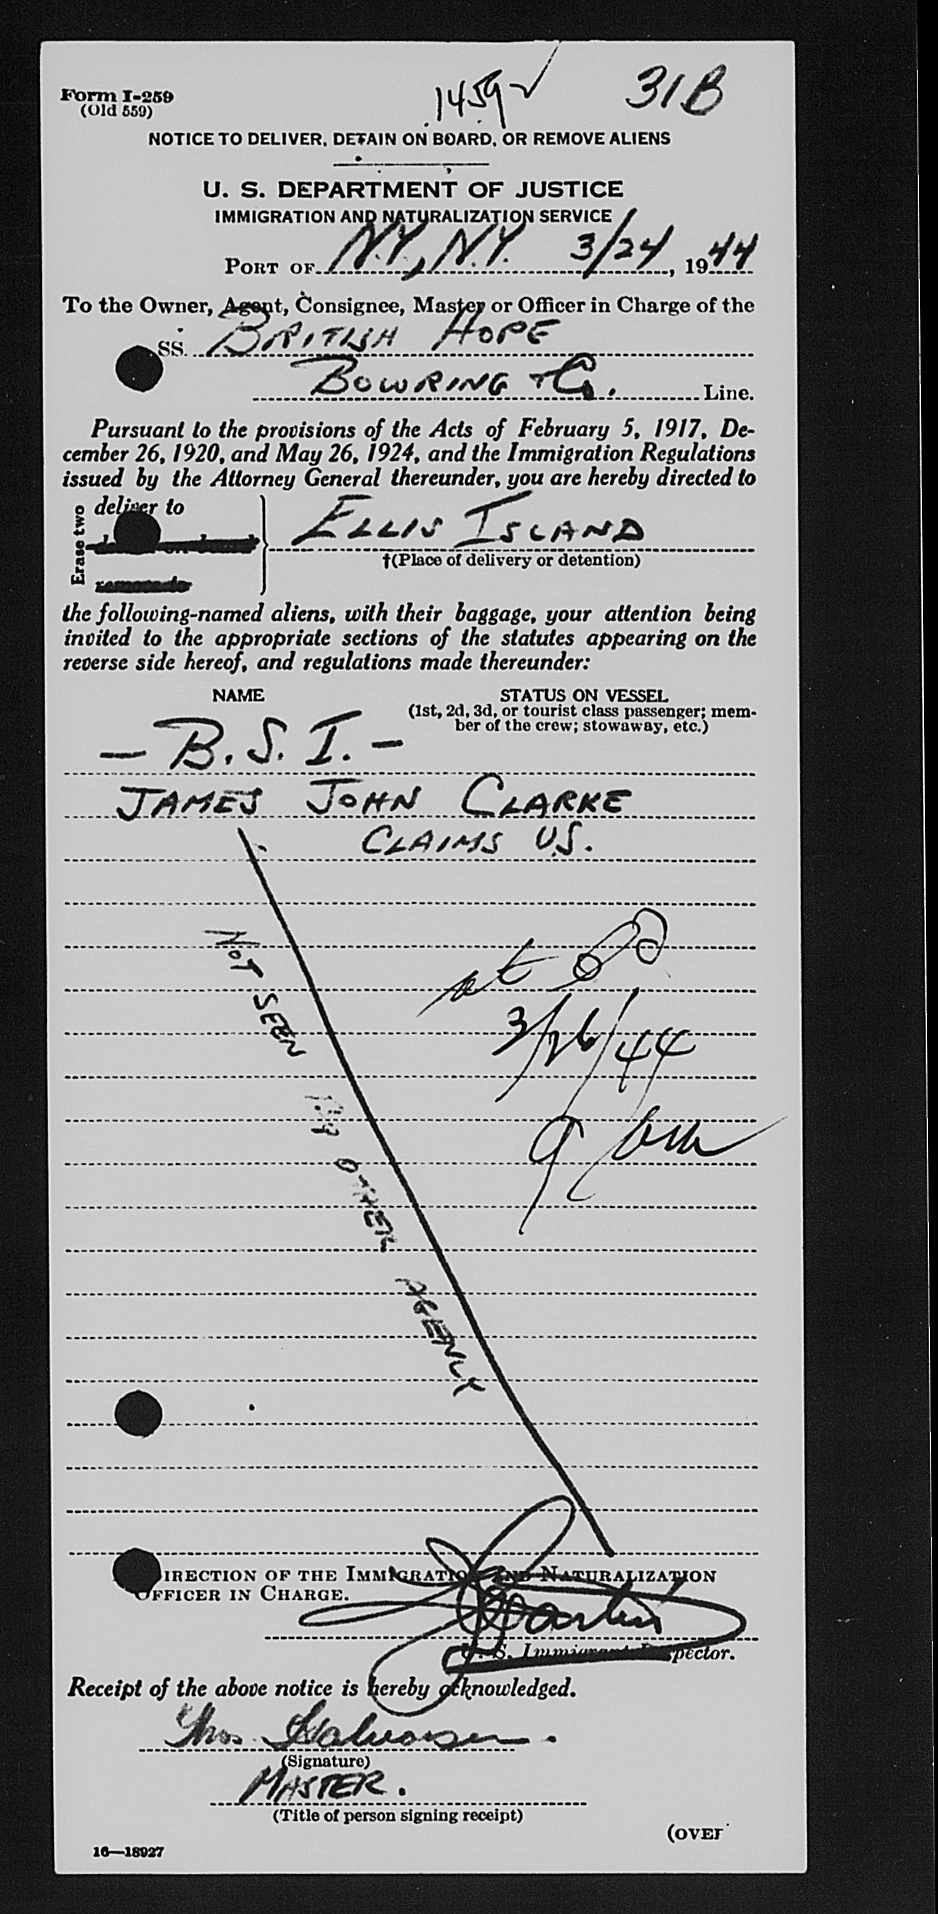 1459 ✓ 31B
Form I-259
(Old 559)
NOTICE TO DELIVER, DETAIN ON BOARD, OR REMOVE ALIENS
U. S. DEPARTMENT OF JUSTICE
IMMIGRATION AND NATURALIZATION SERVICE
PORT OF N.Y., N.Y. 3/24, 1944
To the Owner, Agent, Consignee, Master or Officer in Charge of the
SS. BRITISH HOPE
BOWRING + Co. Line.
Pursuant to the provisions of the Acts of February 5, 1917, De-
cember 26, 1920, and May 26, 1924, and the Immigration Regulations
issued by the Attorney General thereunder, you are hereby directed to
Erase two
deliver to
ELLIS ISLAND
remove to
†(Place of delivery or detention)
the following-named aliens, with their baggage, your attention being
invited to the appropriate sections of the statutes appearing on the
reverse side hereof, and regulations made thereunder:
NAME STATUS ON VESSEL
(1st, 2d, 3d, or tourist class passenger; mem-
ber of the crew; stowaway, etc.)
— B. S. I. —
JAMES JOHN CLARKE
CLAIMS U.S.
NOT SEEN BY OTHER AGENCY
3/26/44
IRECTION OF THE IMMIGRATION AND NATURALIZATION
OFFICER IN CHARGE.
U. S. Immigrant Inspector.
Receipt of the above notice is hereby acknowledged.
Thos. Halvorsen.
(Signature)
MASTER.
(Title of person signing receipt)
(OVER
16—18927